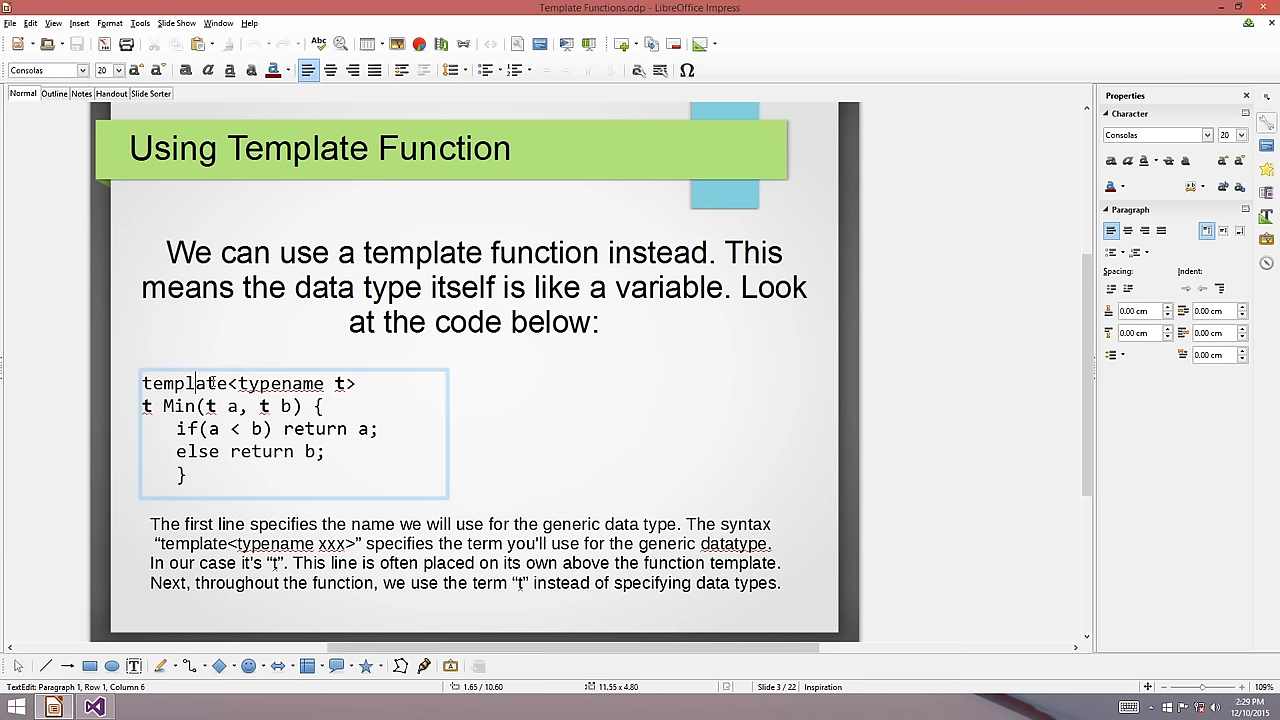 Template Functions.odp - LibreOffice Impress
File Edit View Insert Format Tools Slide Show Window Help
Consolas 20
Normal Outline Notes Handout Slide Sorter
Using Template Function
We can use a template function instead. This
means the data type itself is like a variable. Look
at the code below:
template<typename t>
t Min(t a, t b) {
if(a < b) return a;
else return b;
}
The first line specifies the name we will use for the generic data type. The syntax
“template<typename xxx>” specifies the term you'll use for the generic datatype.
In our case it's “t”. This line is often placed on its own above the function template.
Next, throughout the function, we use the term “t” instead of specifying data types.
Properties
Character
Consolas 20
Paragraph
Spacing: Indent:
0.00 cm 0.00 cm
0.00 cm 0.00 cm
0.00 cm
TextEdit: Paragraph 1, Row 1, Column 6 1.65 / 10.60 11.55 x 4.80 Slide 3 / 22 Inspiration 109%
2:29 PM
12/10/2015